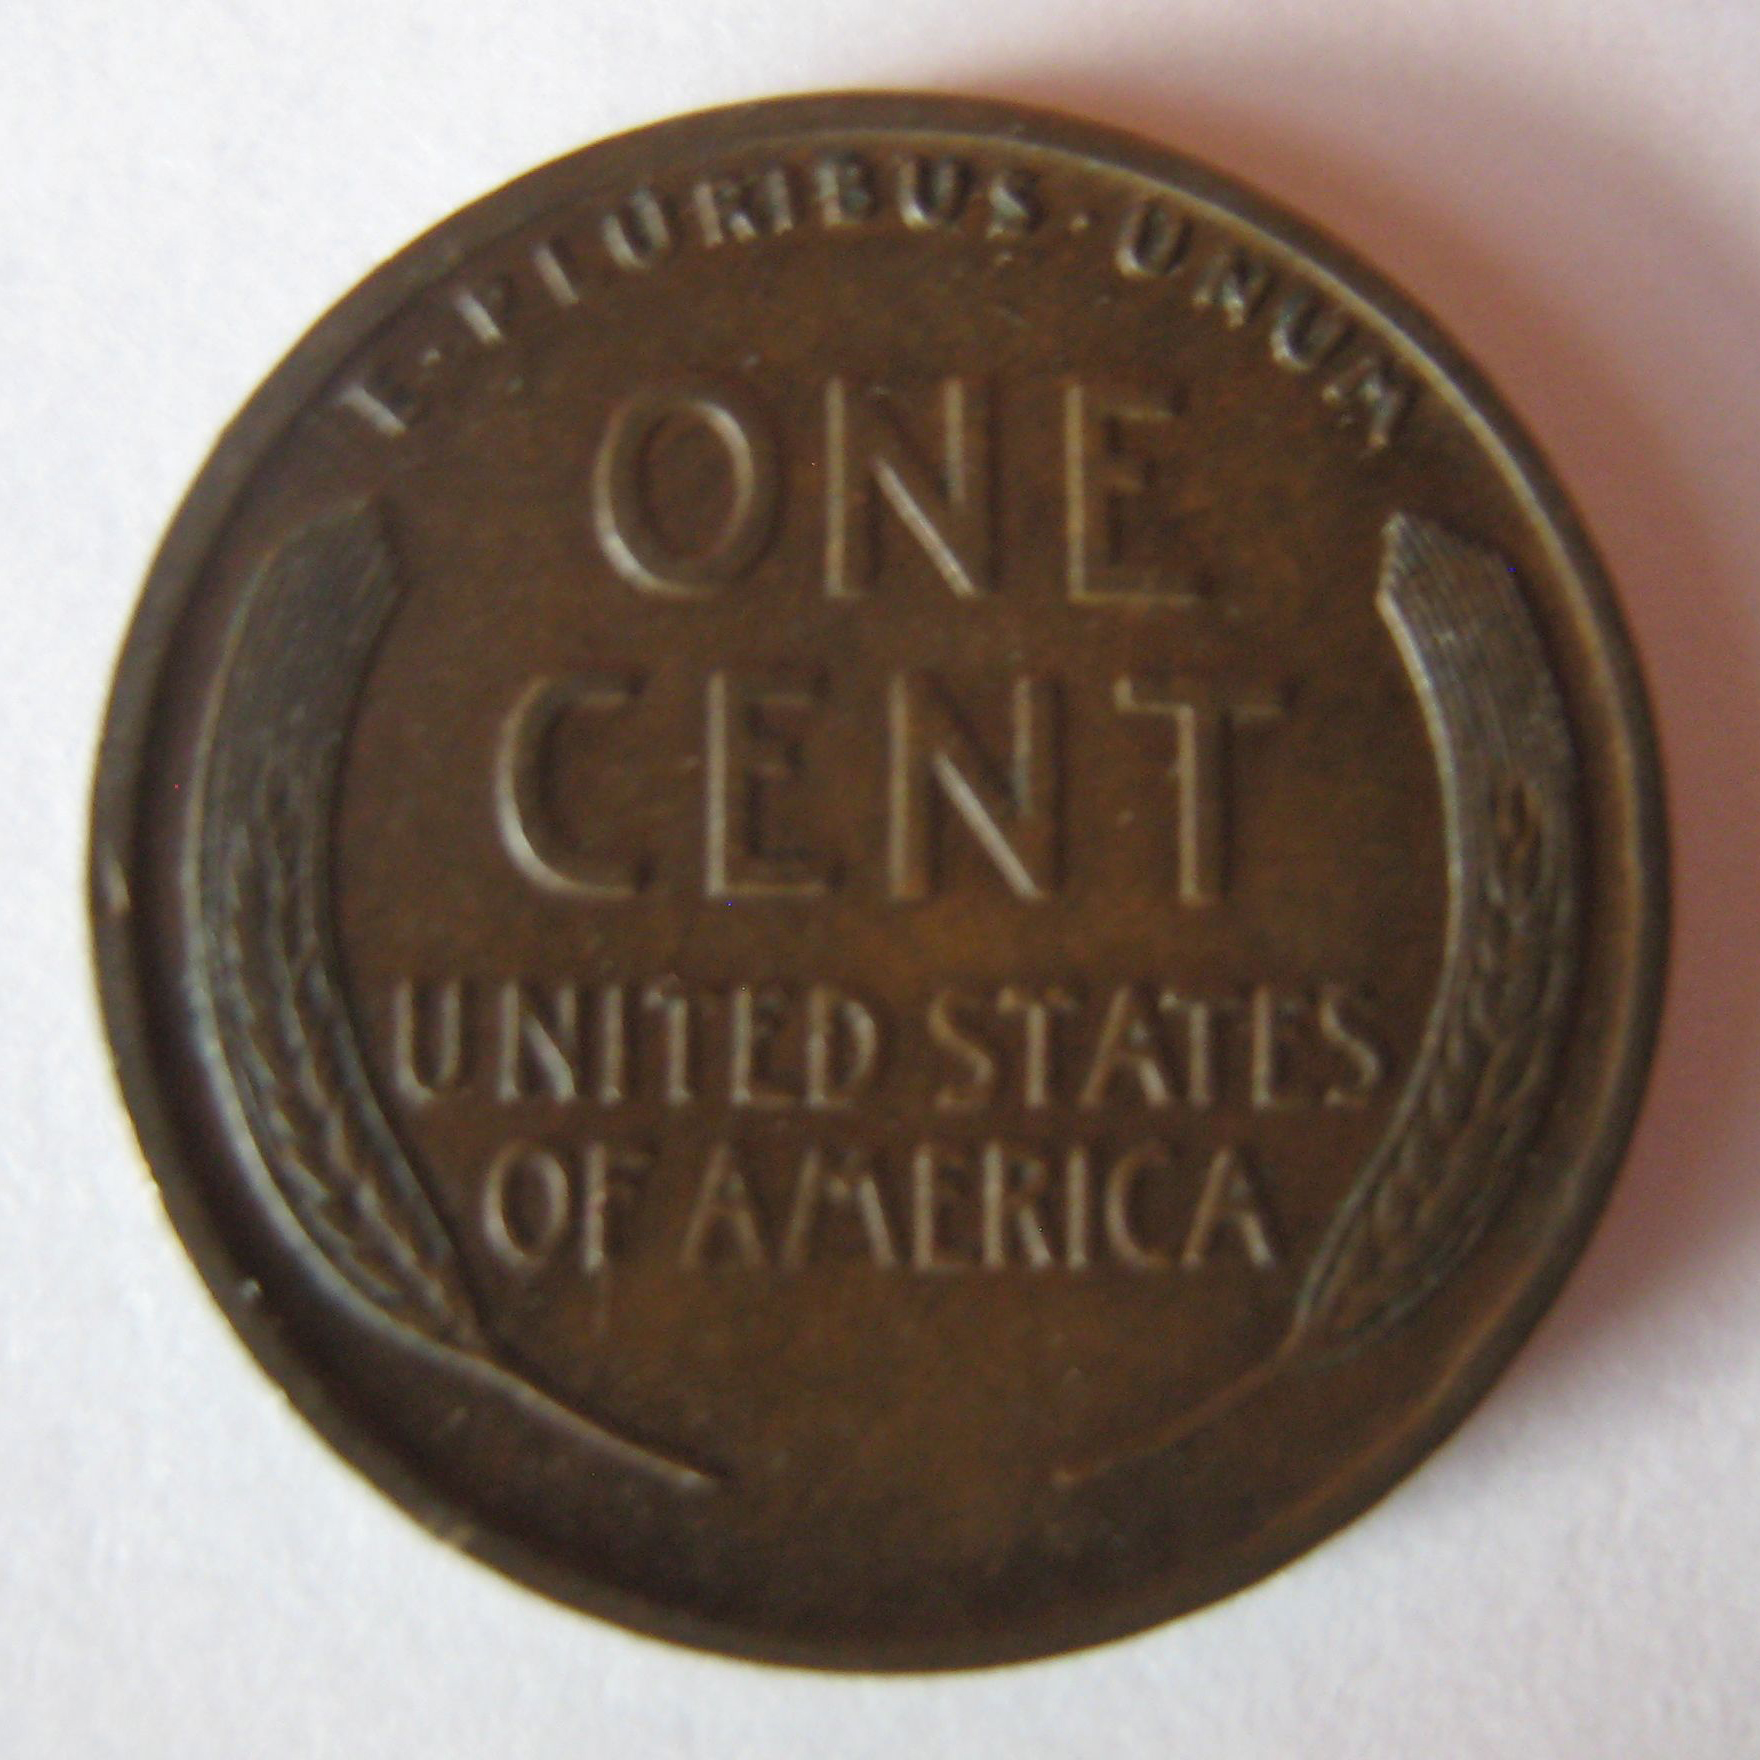 E·PLURIBUS·UNUM
ONE
CENT
UNITED STATES
OF AMERICA